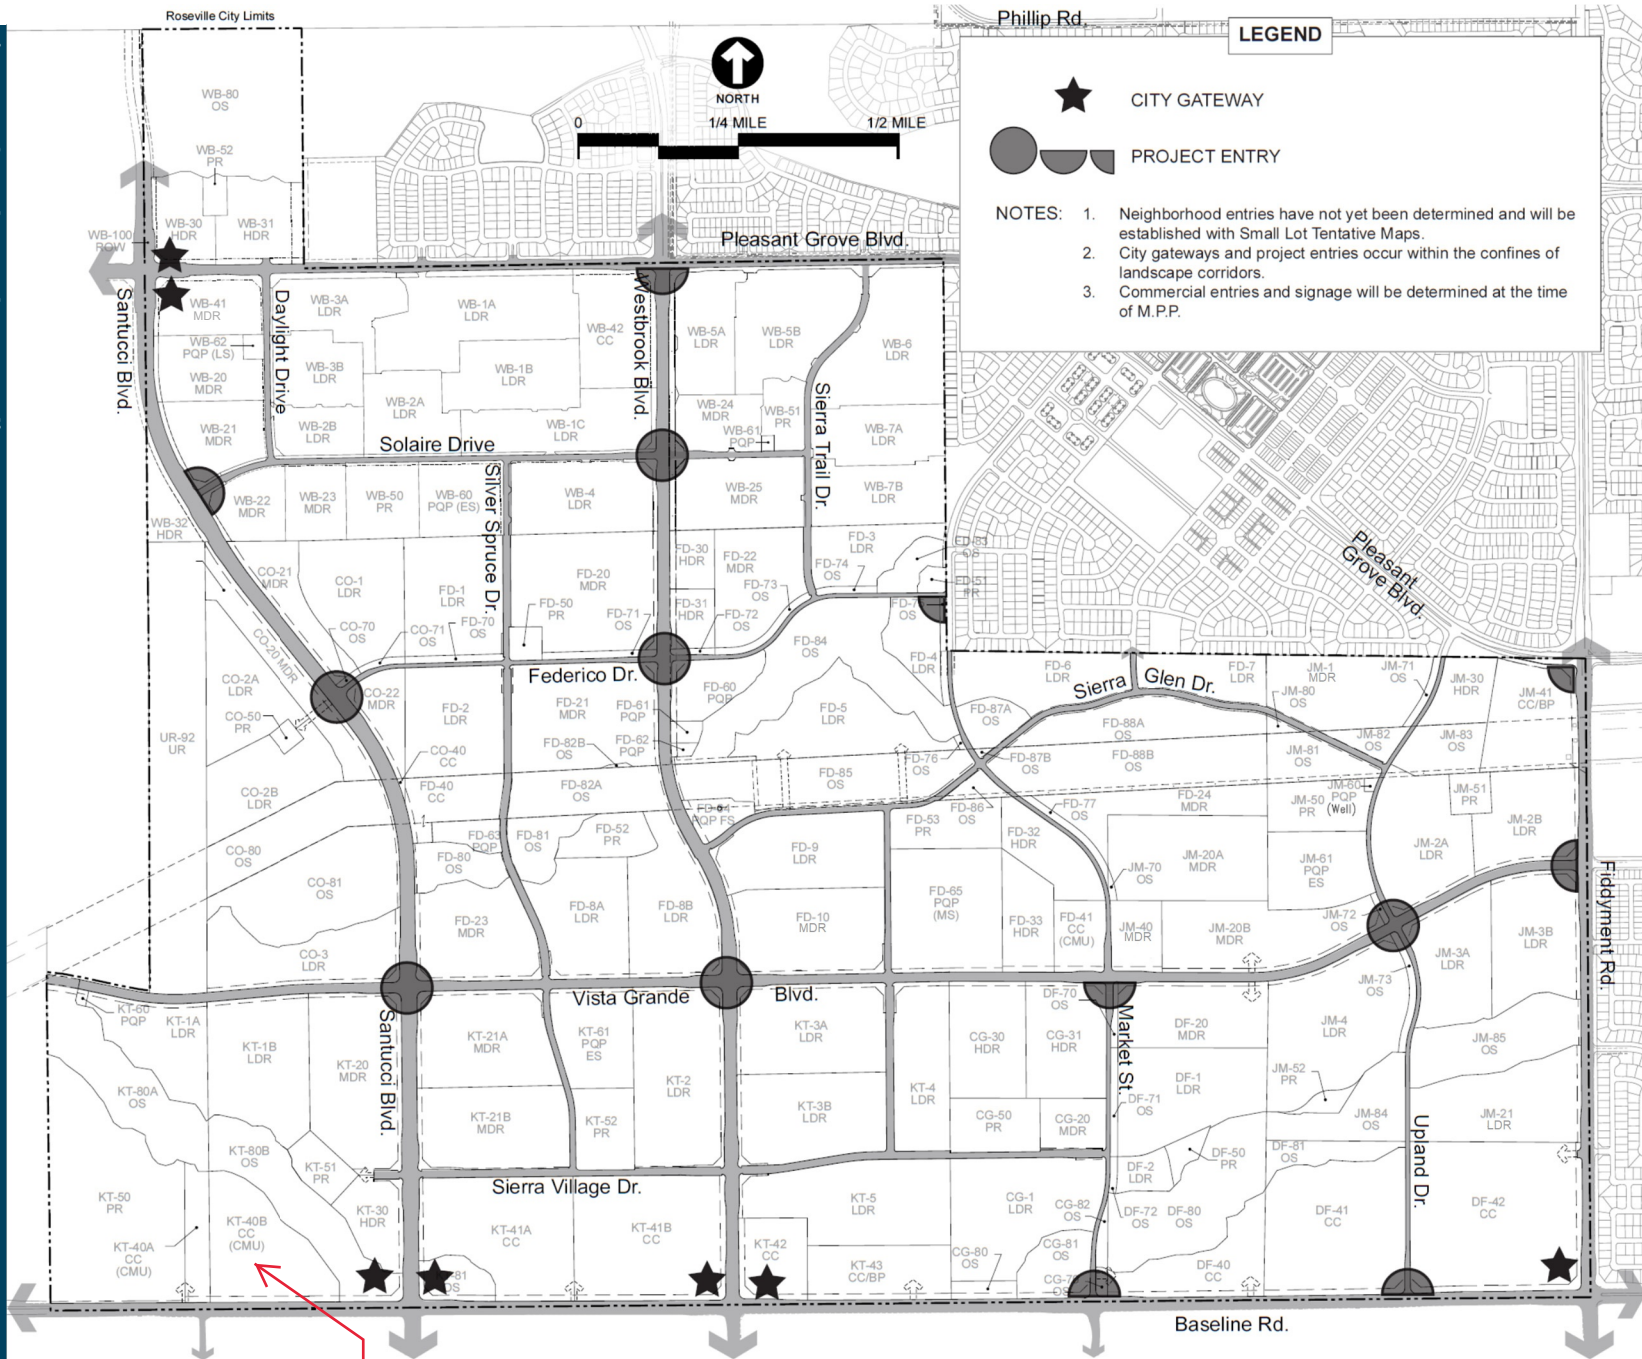 Roseville City Limits
Phillip Rd.
LEGEND
CITY GATEWAY
PROJECT ENTRY
NOTES: 1. Neighborhood entries have not yet been determined and will be
established with Small Lot Tentative Maps.
2. City gateways and project entries occur within the confines of
landscape corridors.
3. Commercial entries and signage will be determined at the time
of M.P.P.
NORTH
0 1/4 MILE 1/2 MILE
WB-80
OS
WB-52
PR
WB-100
ROW
WB-30
HDR
WB-31
HDR
Pleasant Grove Blvd.
Santucci Blvd.
Daylight Drive
Westbrook Blvd.
WB-41
MDR
WB-62
PQP (LS)
WB-20
MDR
WB-21
MDR
WB-3A
LDR
WB-3B
LDR
WB-2B
LDR
WB-2A
LDR
WB-1A
LDR
WB-1B
LDR
WB-1C
LDR
WB-42
CC
WB-5A
LDR
WB-5B
LDR
WB-6
LDR
WB-24
MDR
WB-51
PR
WB-61
PQP
WB-7A
LDR
Sierra Trail Dr.
Solaire Drive
Silver Spruce Dr.
WB-22
MDR
WB-23
MDR
WB-50
PR
WB-60
PQP (ES)
WB-4
LDR
WB-25
MDR
WB-7B
LDR
WB-32
HDR
CO-21
MDR
CO-1
LDR
FD-1
LDR
FD-20
MDR
FD-30
HDR
FD-22
MDR
FD-3
LDR
FD-83
OS
FD-74
OS
FD-51
PR
FD-73
OS
FD-31
HDR
FD-72
OS
FD-71
OS
FD-50
PR
FD-70
OS
CO-71
OS
CO-70
OS
CO-20 MDR
FD-84
OS
FD-4
LDR
Pleasant
Grove Blvd.
Federico Dr.
CO-2A
LDR
CO-50
PR
CO-22
MDR
FD-2
LDR
FD-21
MDR
FD-60
PQP
FD-61
PQP
FD-62
PQP
FD-5
LDR
FD-6
LDR
Sierra Glen Dr.
FD-7
LDR
JM-1
MDR
JM-71
OS
JM-30
HDR
JM-41
CC/BP
JM-80
OS
FD-87A
OS
FD-88A
OS
UR-92
UR
CO-40
CC
FD-82B
OS
FD-76
OS
FD-87B
OS
FD-88B
OS
JM-81
OS
JM-82
OS
JM-83
OS
CO-2B
LDR
FD-40
CC
FD-82A
OS
FD-85
OS
FD-86
OS
FD-77
OS
FD-24
MDR
JM-50
PR
JM-60
PQP
(Well)
JM-51
PR
FD-64
PQP FS
FD-53
PR
FD-32
HDR
JM-2B
LDR
JM-2A
LDR
CO-80
OS
CO-81
OS
FD-80
OS
FD-63
PQP
FD-81
OS
FD-52
PR
FD-9
LDR
JM-70
OS
JM-20A
MDR
JM-61
PQP
ES
FD-8A
LDR
FD-8B
LDR
FD-10
MDR
FD-65
PQP
(MS)
FD-33
HDR
FD-41
CC
(CMU)
JM-40
MDR
JM-20B
MDR
JM-72
OS
JM-3B
LDR
JM-3A
LDR
JM-73
OS
Fiddyment Rd.
FD-23
MDR
CO-3
LDR
Vista Grande Blvd.
KT-60
PQP
KT-1A
LDR
KT-1B
LDR
KT-20
MDR
Santucci Blvd.
KT-21A
MDR
KT-61
PQP
ES
KT-2
LDR
KT-3A
LDR
CG-30
HDR
CG-31
HDR
DF-70
OS
Market St.
DF-20
MDR
JM-4
LDR
JM-85
OS
KT-80A
OS
KT-21B
MDR
KT-52
PR
KT-3B
LDR
KT-4
LDR
CG-50
PR
CG-20
MDR
DF-71
OS
DF-1
LDR
JM-52
PR
JM-84
OS
JM-21
LDR
Upland Dr.
KT-80B
OS
KT-51
PR
DF-2
LDR
DF-50
PR
DF-81
OS
Sierra Village Dr.
KT-50
PR
KT-40A
CC
(CMU)
KT-40B
CC
(CMU)
KT-30
HDR
KT-41A
CC
KT-41B
CC
KT-42
CC
KT-5
LDR
KT-43
CC/BP
CG-1
LDR
CG-80
OS
CG-82
OS
CG-81
OS
DF-72
OS
DF-80
OS
DF-40
CC
DF-41
CC
DF-42
CC
Baseline Rd.